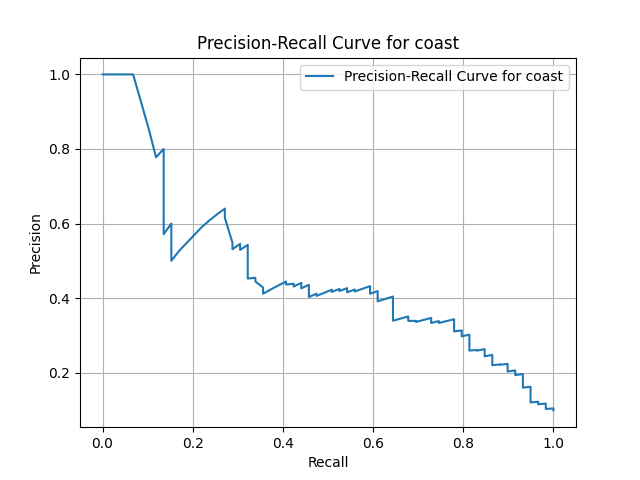 Precision-Recall Curve for coast
Precision-Recall Curve for coast
1.0
0.8
0.6
0.4
0.2
Precision
0.0 0.2 0.4 0.6 0.8 1.0
Recall